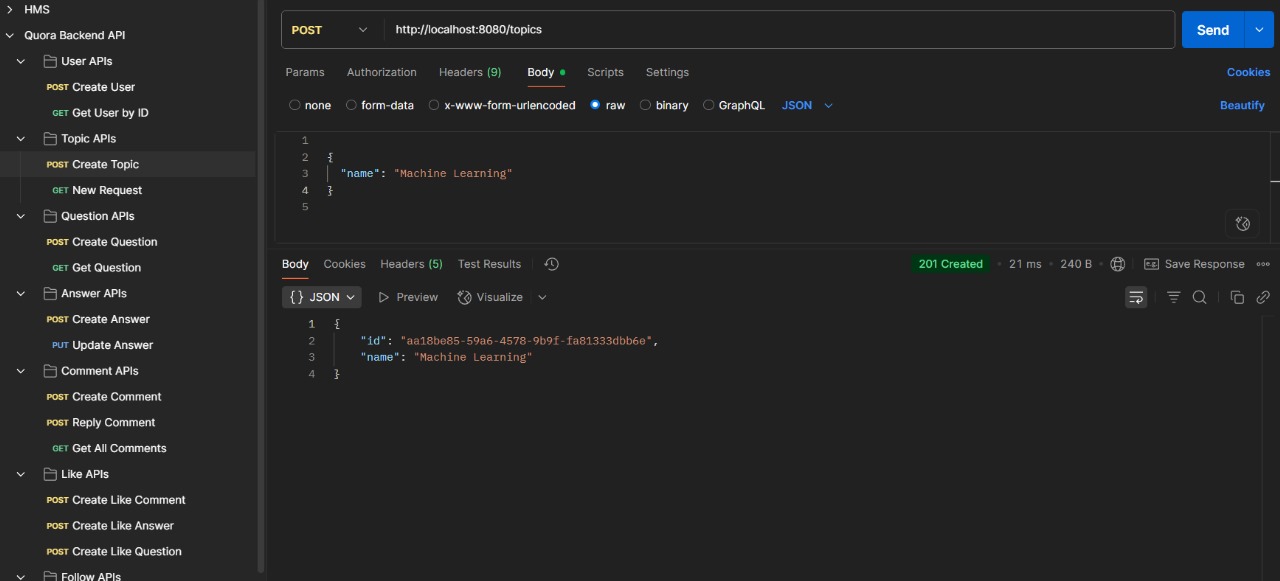 HMS
Quora Backend API
User APIs
POST Create User
GET Get User by ID
Topic APIs
POST Create Topic
GET New Request
Question APIs
POST Create Question
GET Get Question
Answer APIs
POST Create Answer
PUT Update Answer
Comment APIs
POST Create Comment
POST Reply Comment
GET Get All Comments
Like APIs
POST Create Like Comment
POST Create Like Answer
POST Create Like Question
Follow APIs
POST http://localhost:8080/topics Send
Params Authorization Headers (9) Body Scripts Settings Cookies
none form-data x-www-form-urlencoded raw binary GraphQL JSON Beautify
1
2 {
3 "name": "Machine Learning"
4 }
5
Body Cookies Headers (5) Test Results 201 Created 21 ms 240 B e.g. Save Response
{} JSON Preview Visualize
1 {
2 "id": "aa18be85-59a6-4578-9b9f-fa81333dbb6e",
3 "name": "Machine Learning"
4 }